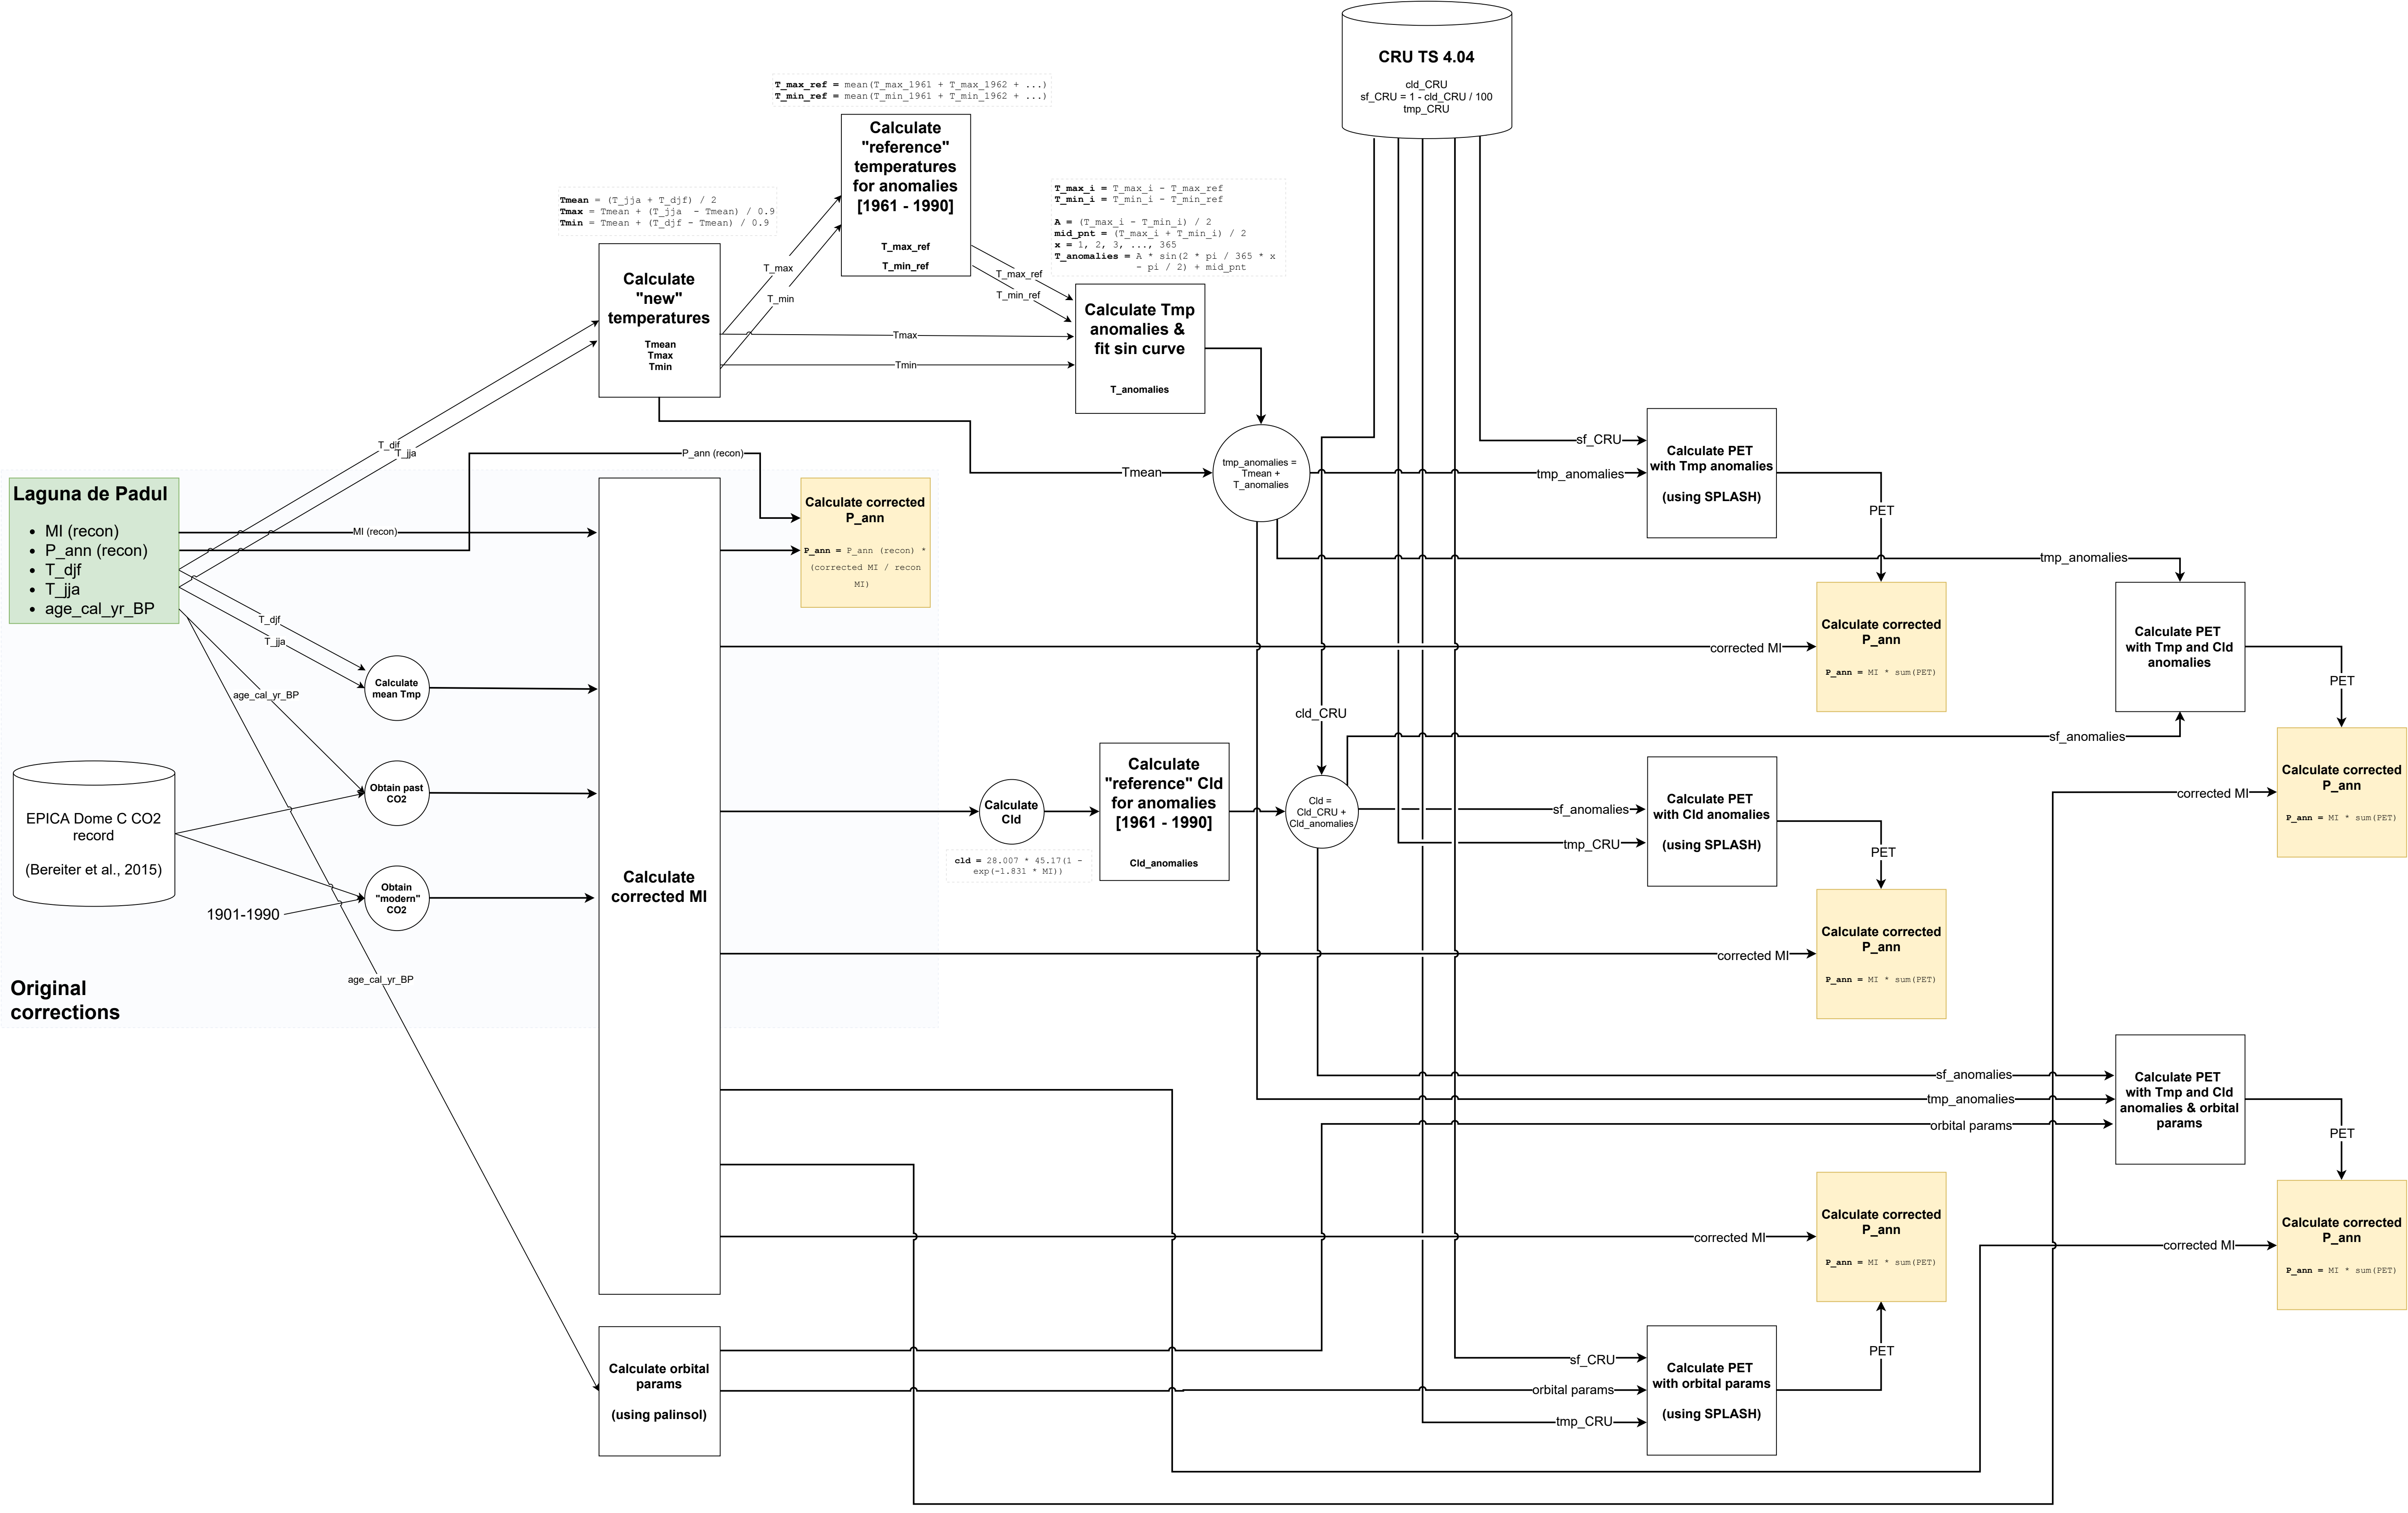 CRU TS 4.04
cld_CRU
sf_CRU = 1 - cld_CRU / 100
tmp_CRU
T_max_ref = mean(T_max_1961 + T_max_1962 + ...)
T_min_ref = mean(T_min_1961 + T_min_1962 + ...)
Calculate
"reference"
temperatures
for anomalies
[1961 - 1990]
T_max_ref
T_min_ref
Tmean = (T_jja + T_djf) / 2
Tmax = Tmean + (T_jja  - Tmean) / 0.9
Tmin = Tmean + (T_djf - Tmean) / 0.9
T_max_i = T_max_i - T_max_ref
T_min_i = T_min_i - T_min_ref
A = (T_max_i - T_min_i) / 2
mid_pnt = (T_max_i + T_min_i) / 2
x = 1, 2, 3, ..., 365
T_anomalies = A * sin(2 * pi / 365 * x
- pi / 2) + mid_pnt
Calculate
"new"
temperatures
Tmean
Tmax
Tmin
T_max
T_min
T_max_ref
T_min_ref
Tmax
Tmin
Calculate Tmp
anomalies &
fit sin curve
T_anomalies
T_djf
T_jja
P_ann (recon)
Tmean
tmp_anomalies =
Tmean +
T_anomalies
sf_CRU
tmp_anomalies
Calculate PET
with Tmp anomalies
(using SPLASH)
PET
Laguna de Padul
• MI (recon)
• P_ann (recon)
• T_djf
• T_jja
• age_cal_yr_BP
MI (recon)
Calculate corrected
P_ann
P_ann = P_ann (recon) *
(corrected MI / recon
MI)
tmp_anomalies
T_djf
T_jja
corrected MI
Calculate corrected
P_ann
P_ann = MI * sum(PET)
Calculate PET
with Tmp and Cld
anomalies
PET
age_cal_yr_BP
Calculate
mean Tmp
cld_CRU
sf_anomalies
Calculate corrected
P_ann
P_ann = MI * sum(PET)
corrected MI
EPICA Dome C CO2
record
(Bereiter et al., 2015)
Obtain past
CO2
Calculate
Cld
cld = 28.007 * 45.17(1 -
exp(-1.831 * MI))
Calculate
"reference" Cld
for anomalies
[1961 - 1990]
Cld_anomalies
Cld =
Cld_CRU +
Cld_anomalies
sf_anomalies
tmp_CRU
Calculate PET
with Cld anomalies
(using SPLASH)
PET
Calculate
corrected MI
Obtain
"modern"
CO2
1901-1990
corrected MI
Calculate corrected
P_ann
P_ann = MI * sum(PET)
Original
corrections
age_cal_yr_BP
sf_anomalies
tmp_anomalies
orbital params
Calculate PET
with Tmp and Cld
anomalies & orbital
params
PET
corrected MI
Calculate corrected
P_ann
P_ann = MI * sum(PET)
corrected MI
Calculate corrected
P_ann
P_ann = MI * sum(PET)
Calculate orbital
params
(using palinsol)
sf_CRU
orbital params
tmp_CRU
Calculate PET
with orbital params
(using SPLASH)
PET